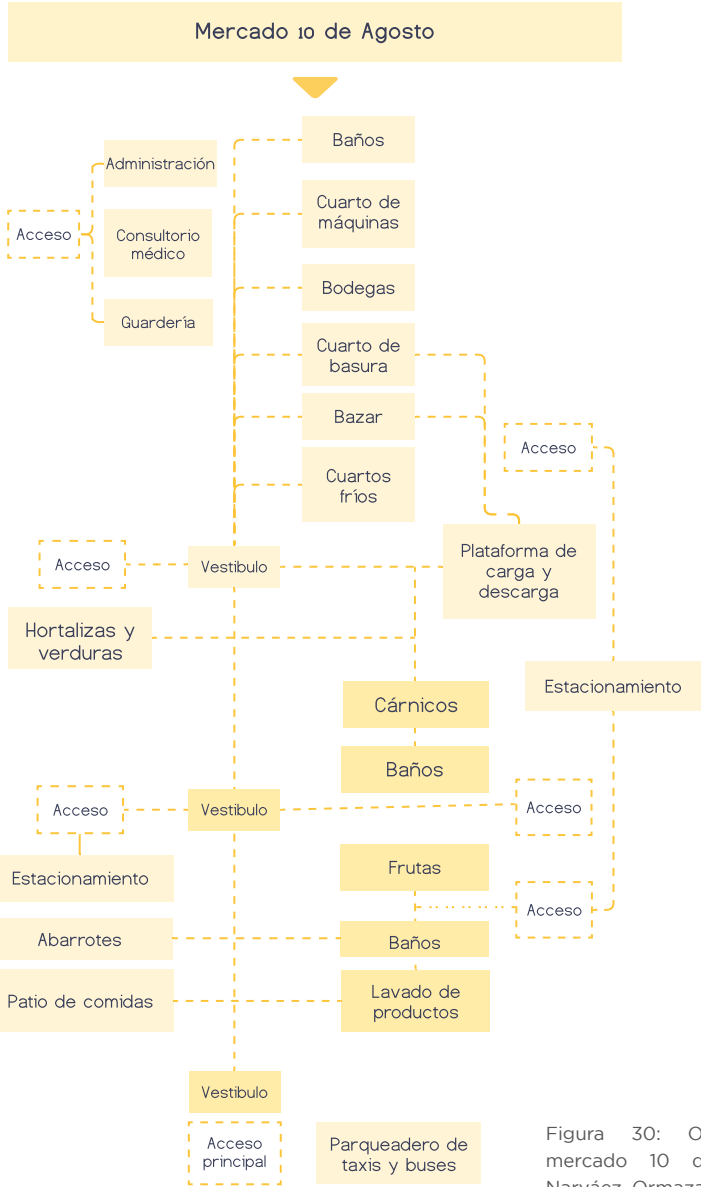 Mercado 10 de Agosto
Baños
Administración
Cuarto de
máquinas
Acceso
Consultorio
médico
Bodegas
Guardería
Cuarto de
basura
Bazar
Acceso
Cuartos
fríos
Acceso
Vestibulo
Plataforma de
carga y
descarga
Hortalizas y
verduras
Estacionamiento
Cárnicos
Baños
Acceso
Vestibulo
Acceso
Estacionamiento
Frutas
Acceso
Abarrotes
Baños
Patio de comidas
Lavado de
productos
Vestibulo
Acceso
principal
Parqueadero de
taxis y buses
Figura 30: O
mercado 10 d